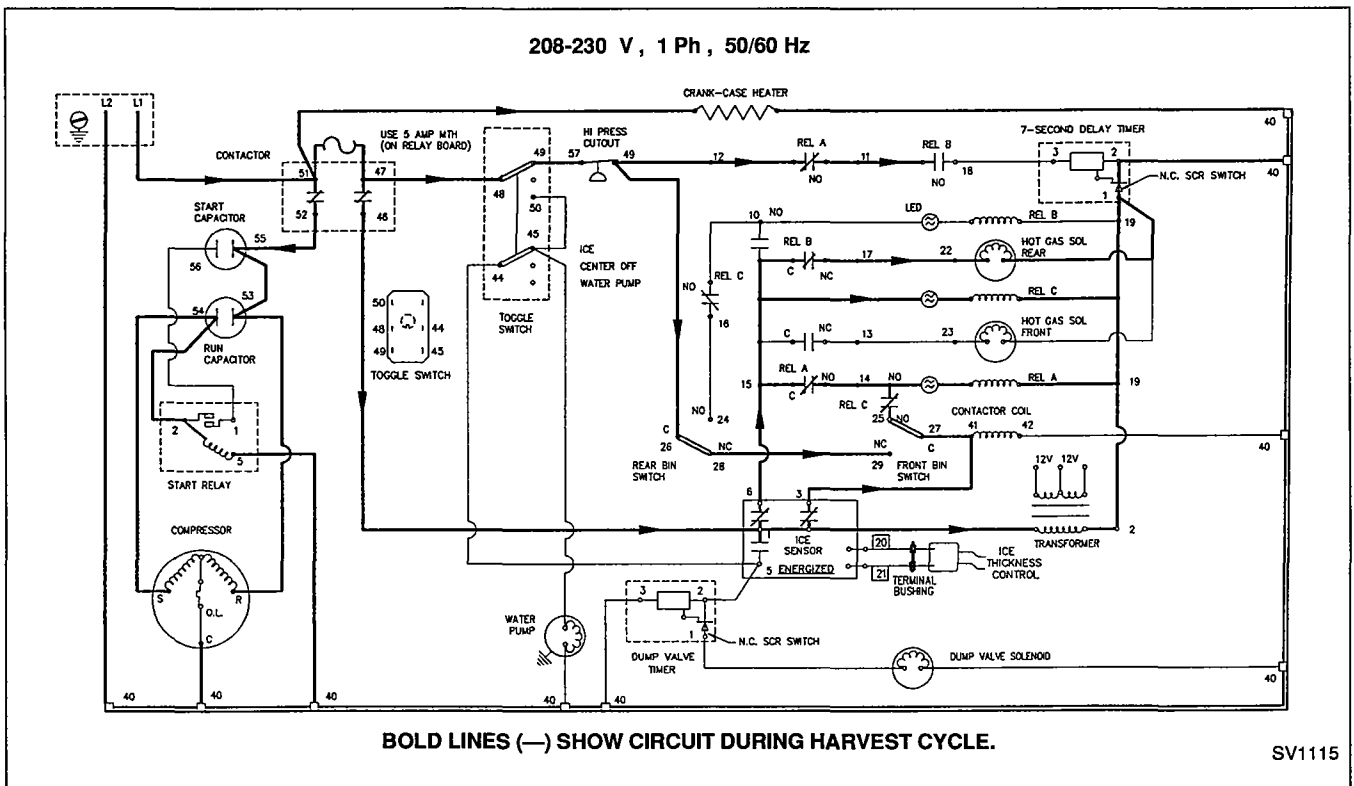 208-230 V , 1 Ph , 50/60 Hz
L2 L1
CONTACTOR
USE 5 AMP MTH
(ON RELAY BOARD)
51 47
52 46
START
CAPACITOR
55
56
53
54
RUN
CAPACITOR
2 1
5
START RELAY
COMPRESSOR
S R
O.L.
C
40 40 40 40 40
CRANK-CASE HEATER
40
49 57
HI PRESS
CUTOUT
49
48
50
45
44
ICE
CENTER OFF
WATER PUMP
TOGGLE
SWITCH
50
48 44
49 45
TOGGLE SWITCH
12
REL A
NO
11
REL B
NO
18
7-SECOND DELAY TIMER
3 2
1
N.C. SCR SWITCH
40
10 NO
LED
REL B
19
REL B
C NC
17 22
HOT GAS SOL
REAR
REL C
NO
16
REL C
C NC
13 23
HOT GAS SOL
FRONT
15
REL A
C NO
14 NO
REL A
19
REL C
25 NO
27
C
CONTACTOR COIL
41 42
40
NO 24
C
26
NC
28
REAR BIN
SWITCH
NC
29
FRONT BIN
SWITCH
12V 12V
TRANSFORMER
2
6 3
1
ICE
SENSOR
5 ENERGIZED
20
21
TERMINAL
BUSHING
ICE
THICKNESS
CONTROL
WATER
PUMP
3 2
1
N.C. SCR SWITCH
DUMP VALVE
TIMER
DUMP VALVE SOLENOID
40
BOLD LINES (—) SHOW CIRCUIT DURING HARVEST CYCLE.
SV1115